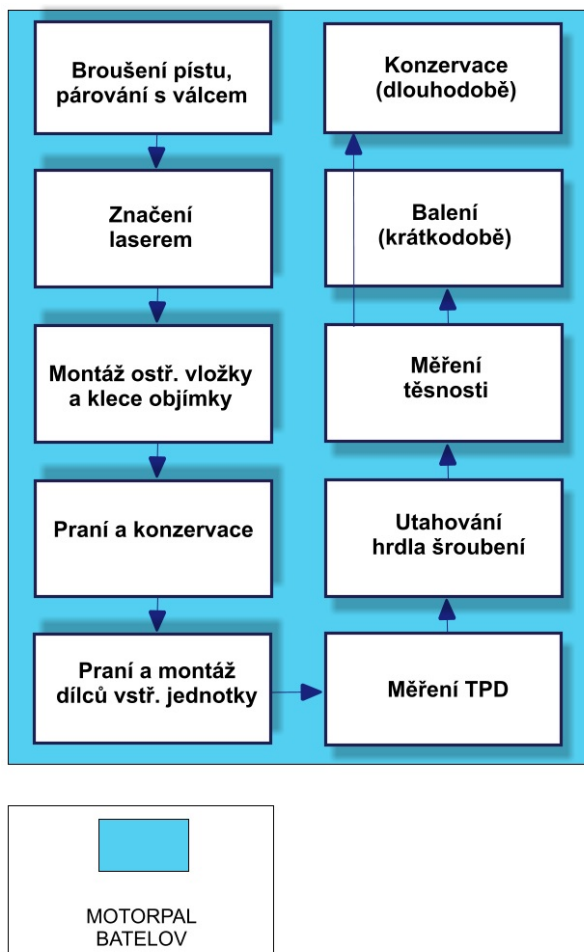 Broušení pístu,
párování s válcem
Značení
laserem
Montáž ostř. vložky
a klece objímky
Praní a konzervace
Praní a montáž
dílců vstř. jednotky
Měření TPD
Utahování
hrdla šroubení
Měření
těsnosti
Balení
(krátkodobě)
Konzervace
(dlouhodobě)
MOTORPAL
BATELOV